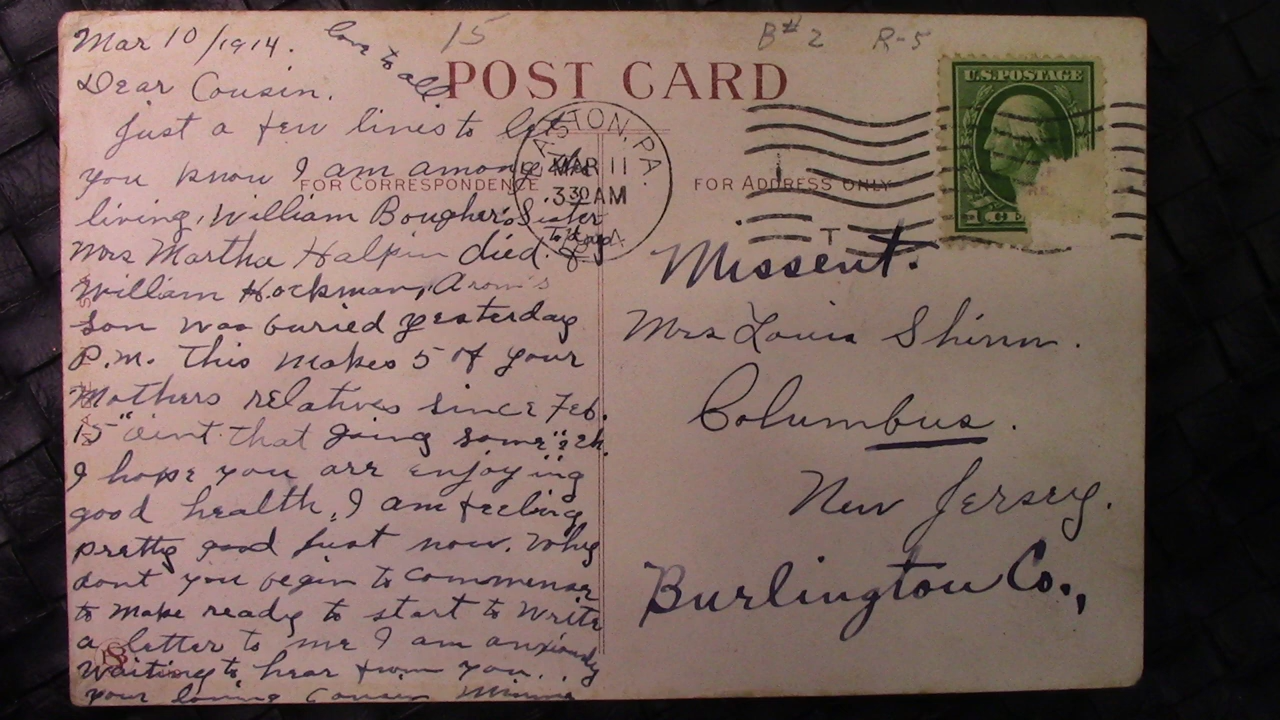 Mar 10/1914.
love to all
15
B#2 R-5
POST CARD
U.S. POSTAGE
Dear Cousin.
Just a few lines to let
you know I am among the
living, William Bougher's Sister
Mrs Martha Halpin died. to day
William Hockman, Arom's
son was buried yesterday
P.m. This makes 5 of your
Mothers relatives since Feb.
15 "aint that going some" eh.
I hope you are enjoying
good health, I am feeling
pretty good just now. Why
dont you begin to commense
to make ready to start to write
a letter to me I am anxiously
waiting to hear from you..
your loving Cousin Minnie
FOR CORRESPONDENCE
EASTON, PA.
MAR 11
3 30 AM
FOR ADDRESS ONLY
Missent.
Mrs Louis Shinn.
Columbus.
New Jersey.
Burlington Co.,